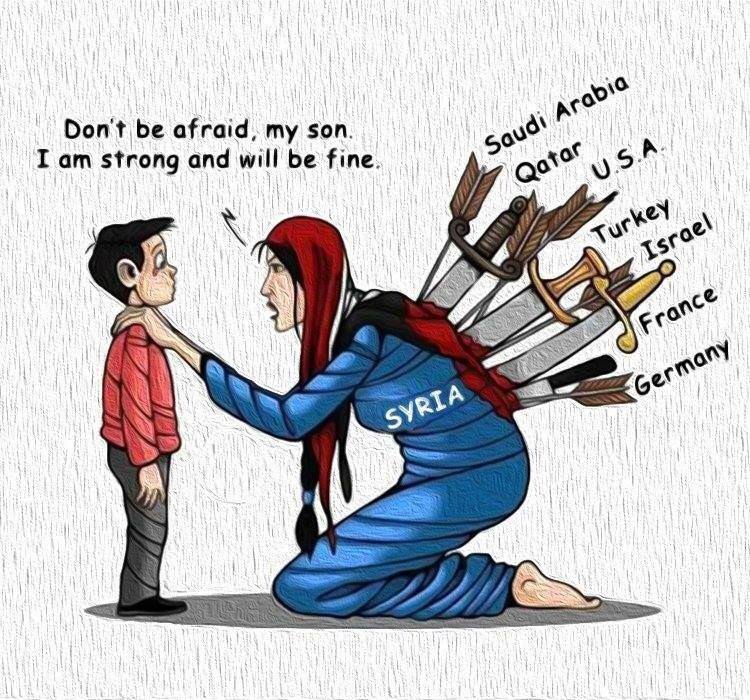 Don't be afraid, my son.
I am strong and will be fine.
Saudi Arabia
Qatar
U.S.A.
Turkey
Israel
France
Germany
SYRIA